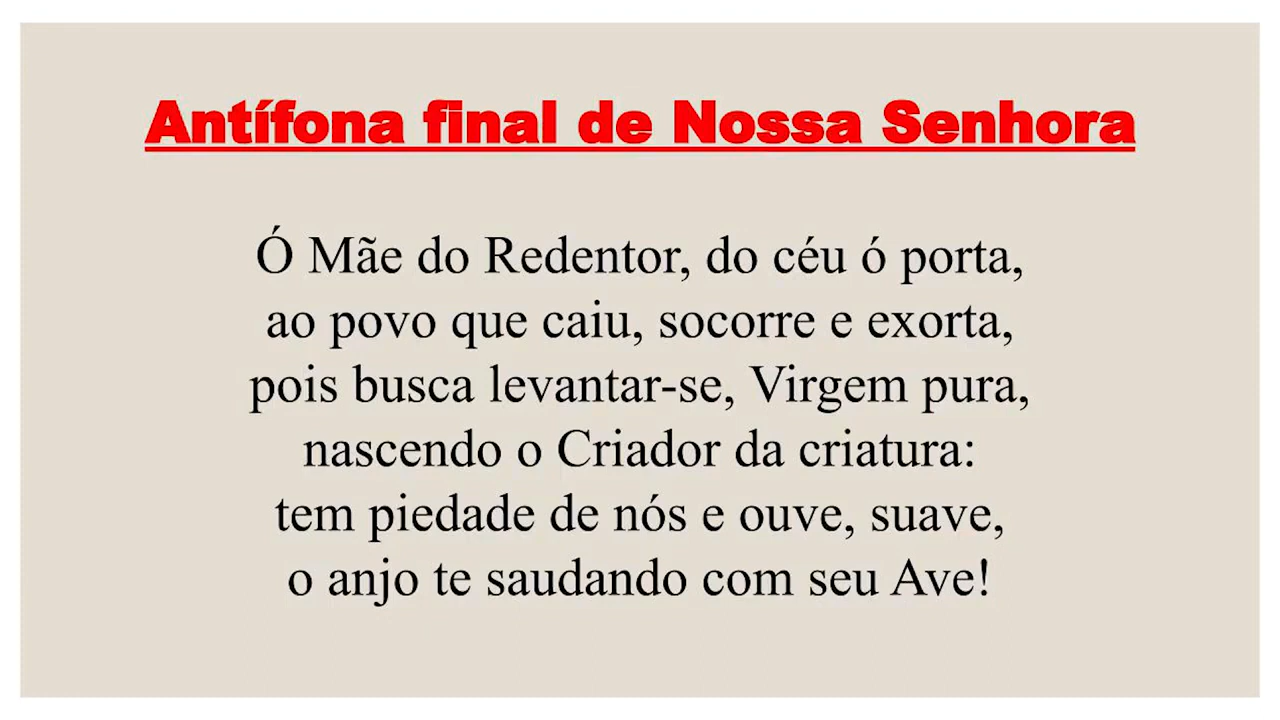 Antífona final de Nossa Senhora
Ó Mãe do Redentor, do céu ó porta,
ao povo que caiu, socorre e exorta,
pois busca levantar-se, Virgem pura,
nascendo o Criador da criatura:
tem piedade de nós e ouve, suave,
o anjo te saudando com seu Ave!